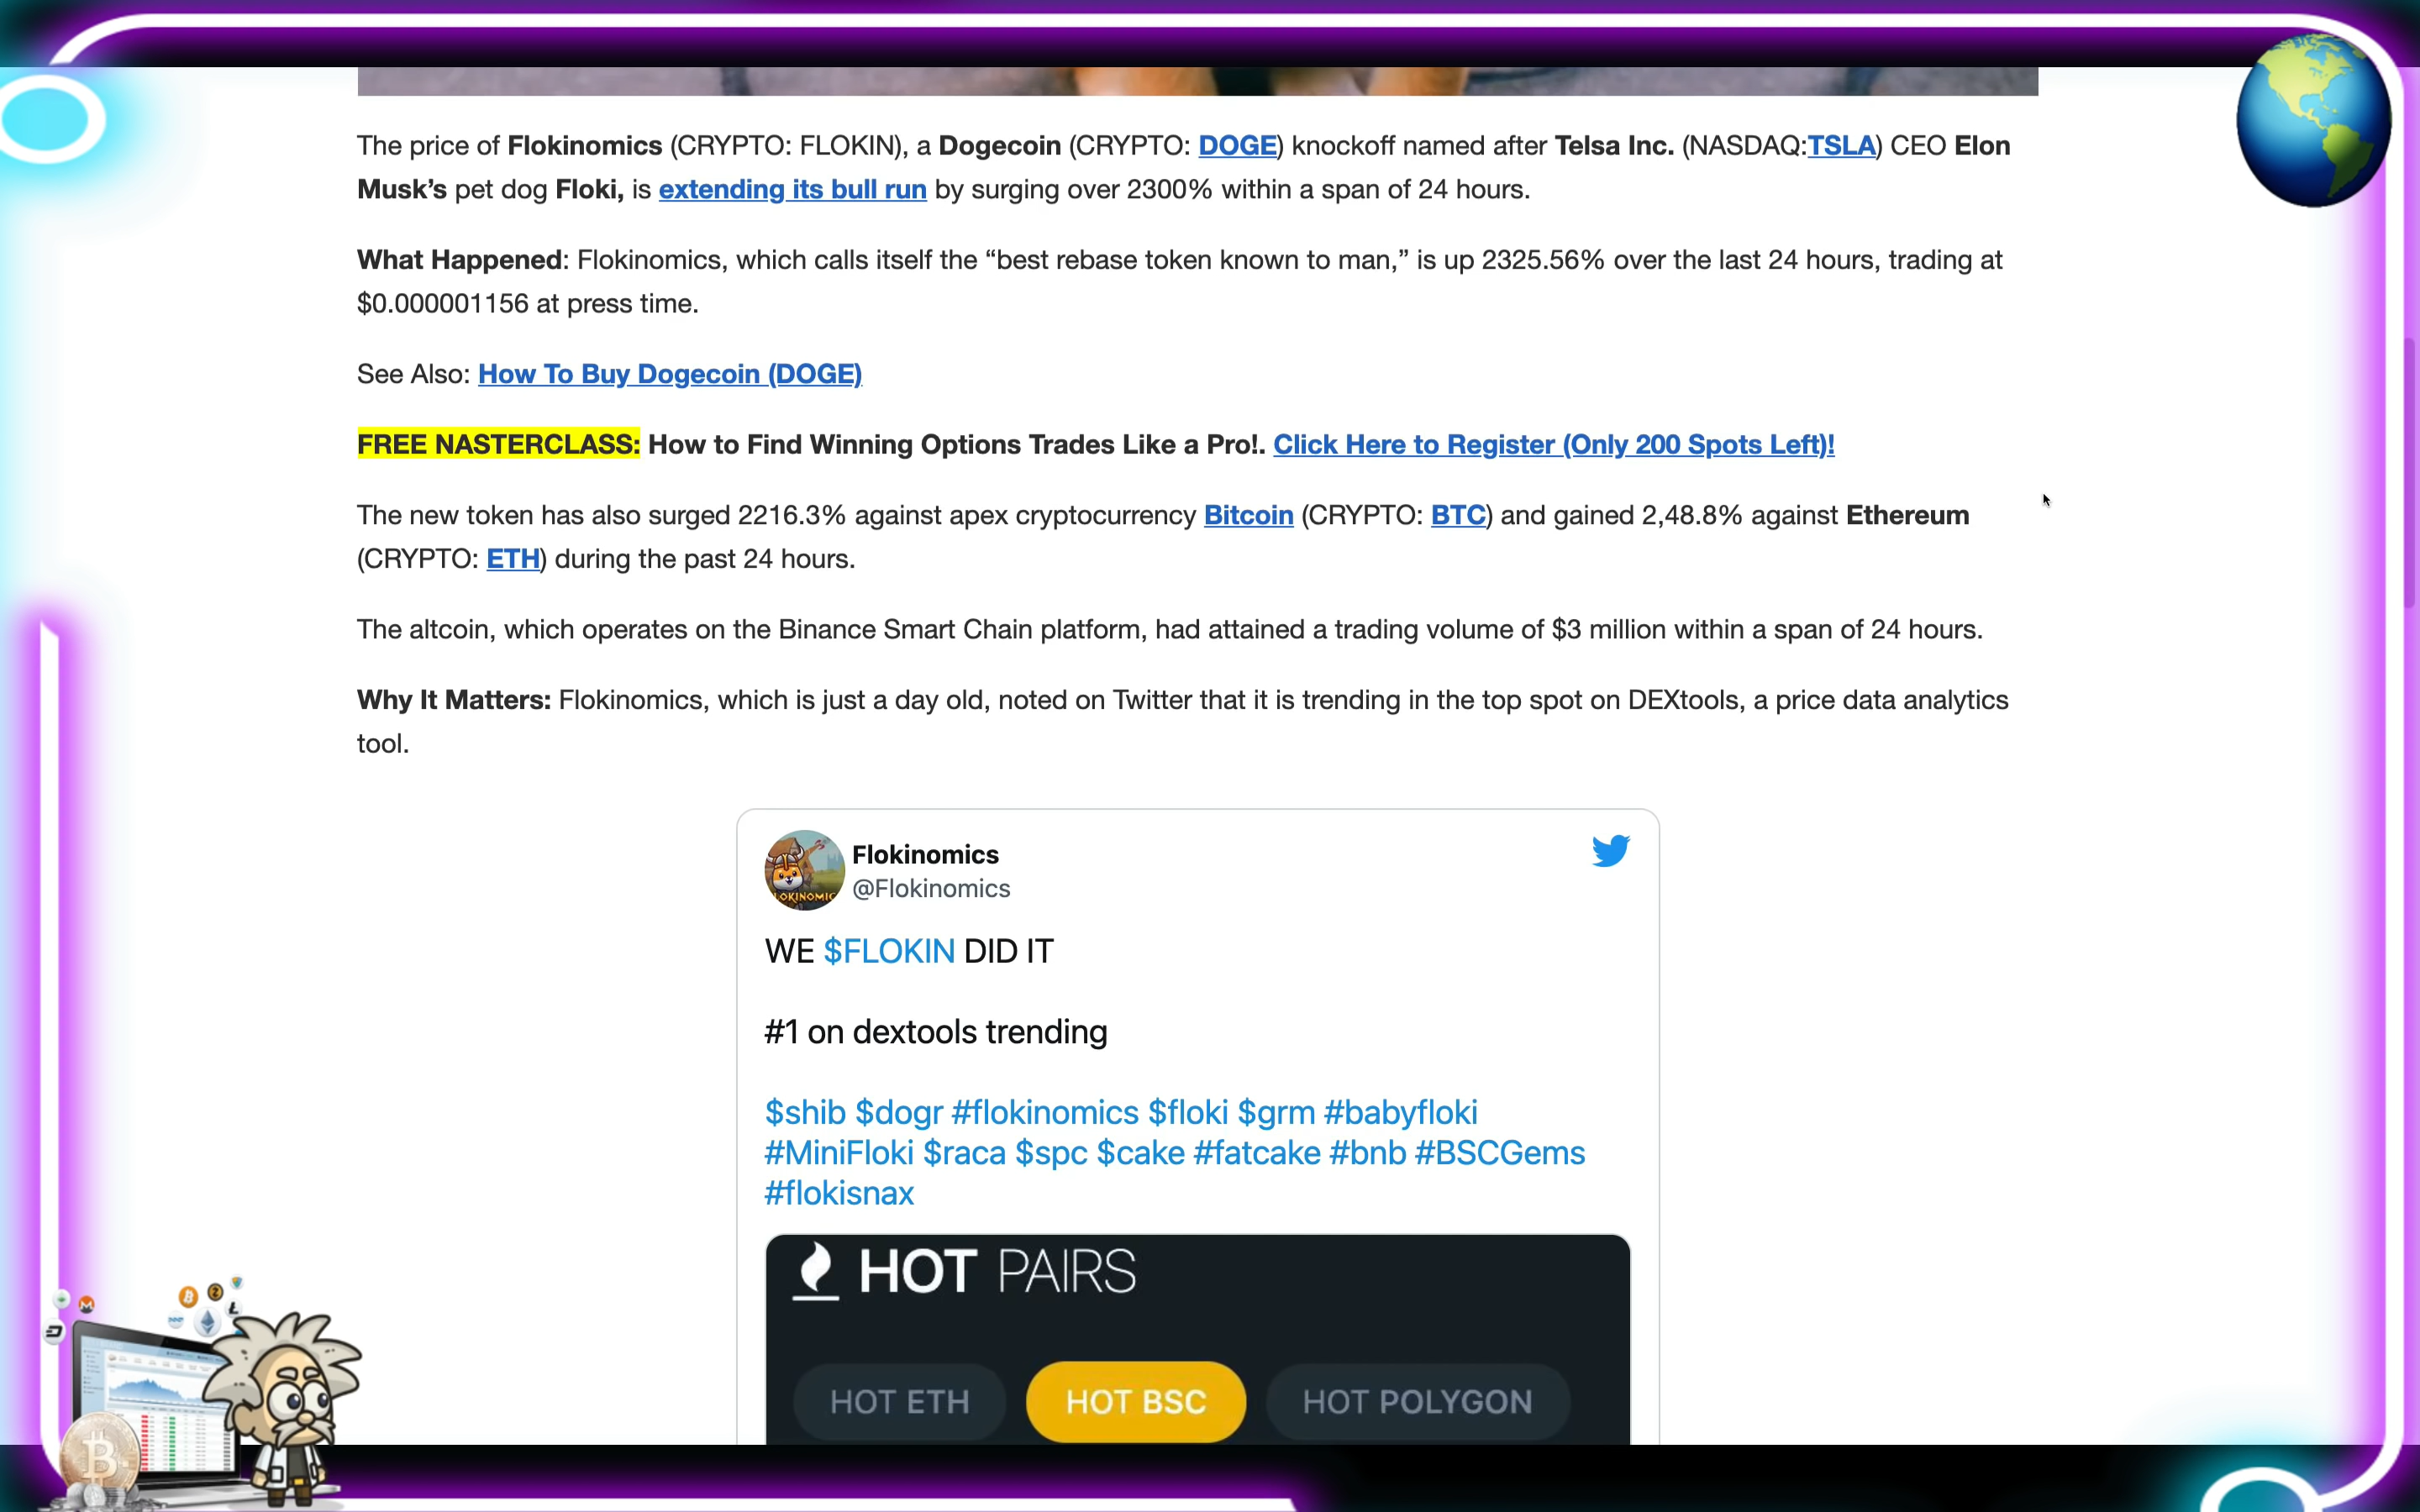 The price of Flokinomics (CRYPTO: FLOKIN), a Dogecoin (CRYPTO: DOGE) knockoff named after Telsa Inc. (NASDAQ:TSLA) CEO Elon
Musk’s pet dog Floki, is extending its bull run by surging over 2300% within a span of 24 hours.
What Happened: Flokinomics, which calls itself the “best rebase token known to man,” is up 2325.56% over the last 24 hours, trading at
$0.000001156 at press time.
See Also: How To Buy Dogecoin (DOGE)
FREE NASTERCLASS: How to Find Winning Options Trades Like a Pro!. Click Here to Register (Only 200 Spots Left)!
The new token has also surged 2216.3% against apex cryptocurrency Bitcoin (CRYPTO: BTC) and gained 2,48.8% against Ethereum
(CRYPTO: ETH) during the past 24 hours.
The altcoin, which operates on the Binance Smart Chain platform, had attained a trading volume of $3 million within a span of 24 hours.
Why It Matters: Flokinomics, which is just a day old, noted on Twitter that it is trending in the top spot on DEXtools, a price data analytics
tool.
Flokinomics
@Flokinomics
WE $FLOKIN DID IT
#1 on dextools trending
$shib $dogr #flokinomics $floki $grm #babyfloki
#MiniFloki $raca $spc $cake #fatcake #bnb #BSCGems
#flokisnax
HOT PAIRS
HOT ETH HOT BSC HOT POLYGON